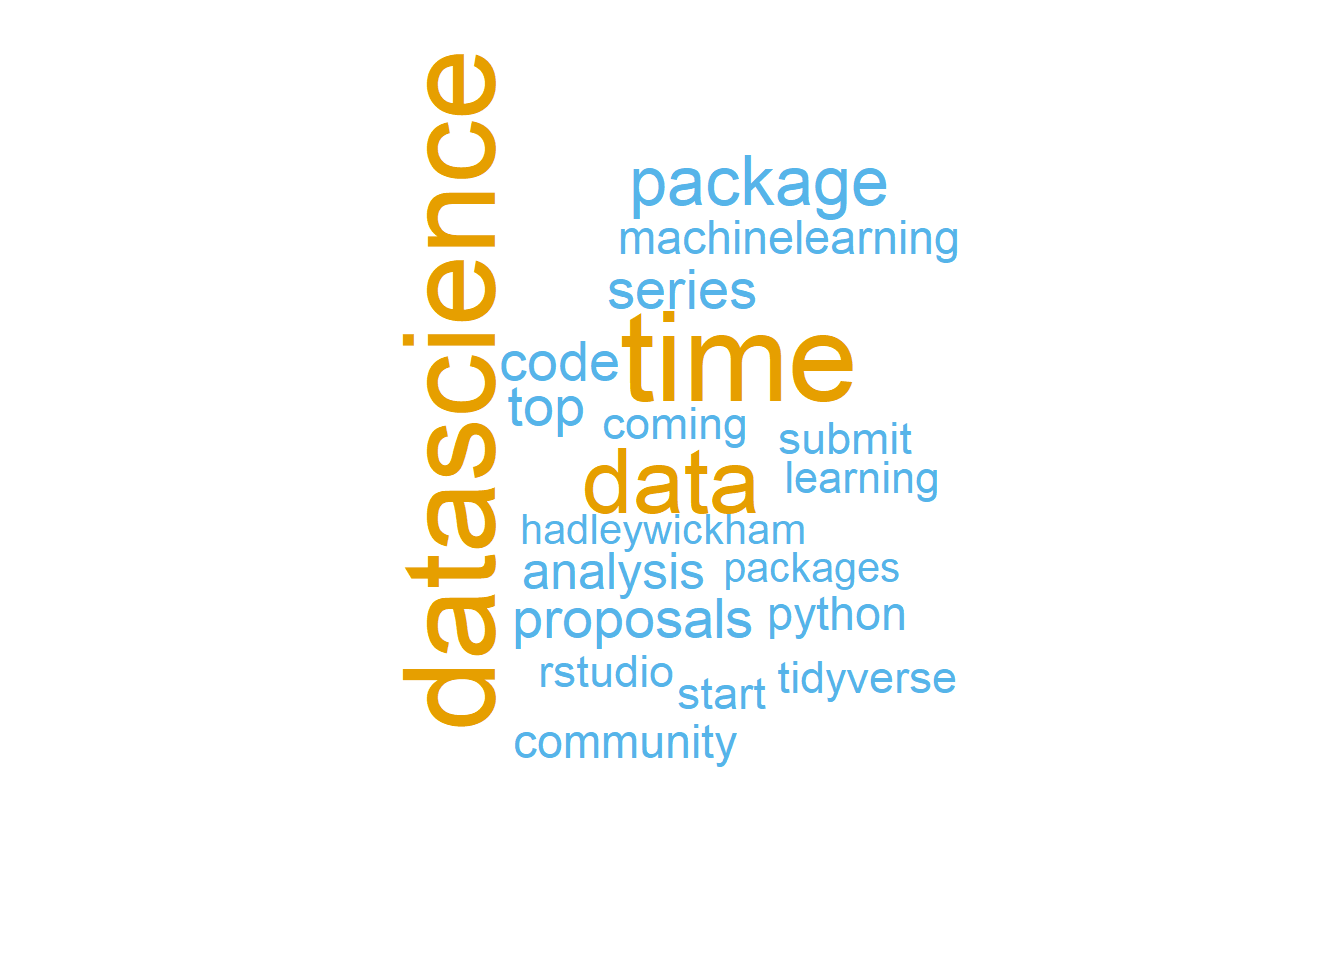 datascience
package
machinelearning
series
time
code
top
coming
submit
data
learning
hadleywickham
analysis
packages
proposals
python
rstudio
start
tidyverse
community